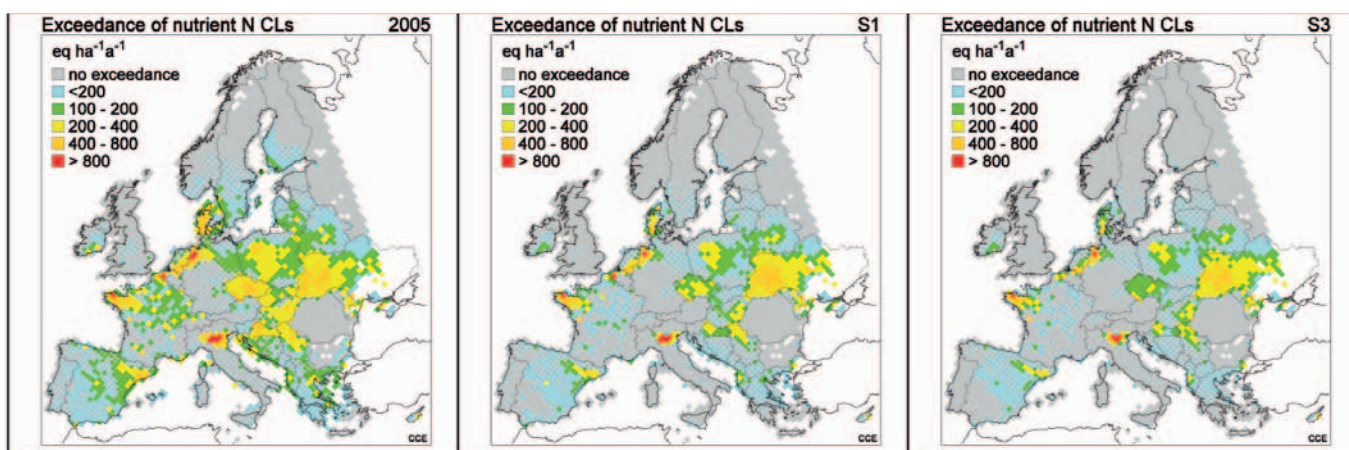 Exceedance of nutrient N CLs 2005
eq ha⁻¹a⁻¹
no exceedance
<200
100 - 200
200 - 400
400 - 800
> 800
CCE
Exceedance of nutrient N CLs S1
eq ha⁻¹a⁻¹
no exceedance
<200
100 - 200
200 - 400
400 - 800
> 800
CCE
Exceedance of nutrient N CLs S3
eq ha⁻¹a⁻¹
no exceedance
<200
100 - 200
200 - 400
400 - 800
> 800
CCE